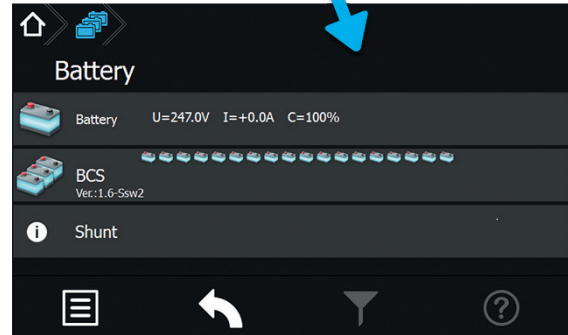 Battery
Battery U=247.0V I=+0.0A C=100%
BCS
Ver.:1.6-Ssw2
i Shunt
?